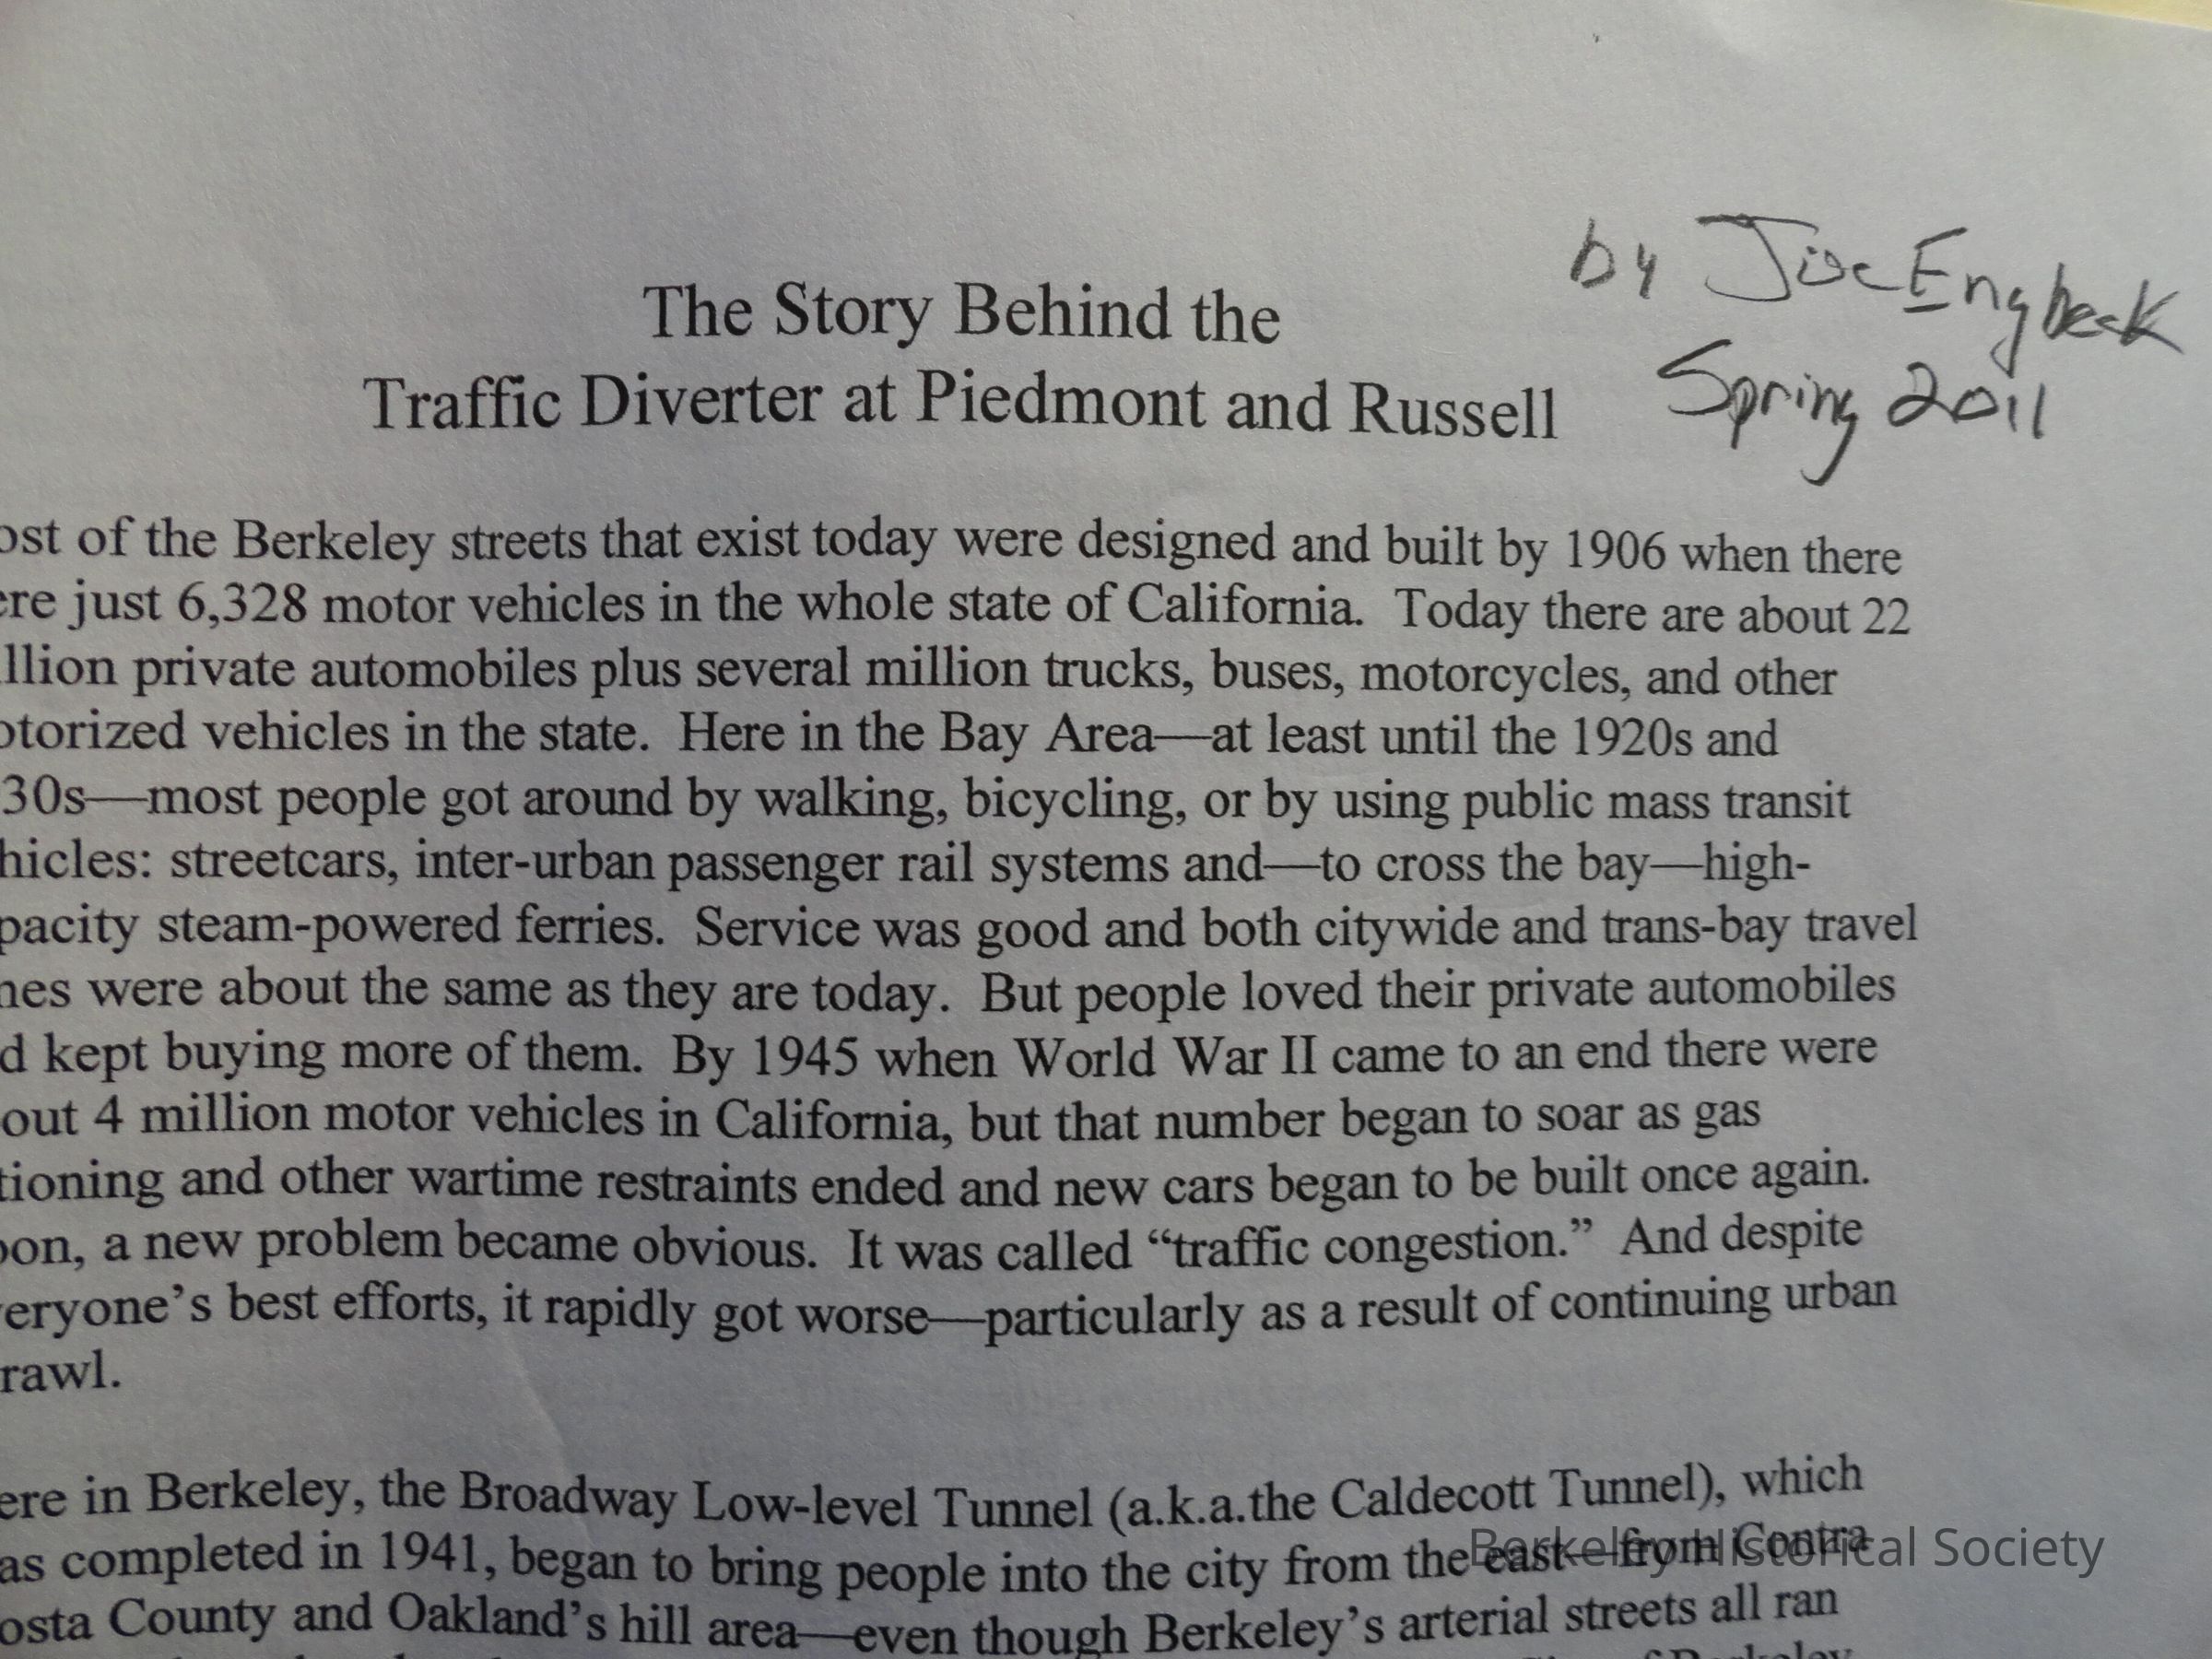 by Joe Engbeck
Spring 2011
The Story Behind the
Traffic Diverter at Piedmont and Russell
ost of the Berkeley streets that exist today were designed and built by 1906 when there
ere just 6,328 motor vehicles in the whole state of California. Today there are about 22
llion private automobiles plus several million trucks, buses, motorcycles, and other
otorized vehicles in the state. Here in the Bay Area—at least until the 1920s and
30s—most people got around by walking, bicycling, or by using public mass transit
hicles: streetcars, inter-urban passenger rail systems and—to cross the bay—high-
pacity steam-powered ferries. Service was good and both citywide and trans-bay travel
mes were about the same as they are today. But people loved their private automobiles
d kept buying more of them. By 1945 when World War II came to an end there were
out 4 million motor vehicles in California, but that number began to soar as gas
tioning and other wartime restraints ended and new cars began to be built once again.
oon, a new problem became obvious. It was called “traffic congestion.” And despite
veryone’s best efforts, it rapidly got worse—particularly as a result of continuing urban
rawl.
ere in Berkeley, the Broadway Low-level Tunnel (a.k.a.the Caldecott Tunnel), which
as completed in 1941, began to bring people into the city from the east—from Contra
osta County and Oakland’s hill area—even though Berkeley’s arterial streets all ran
Berkeley Historical Society